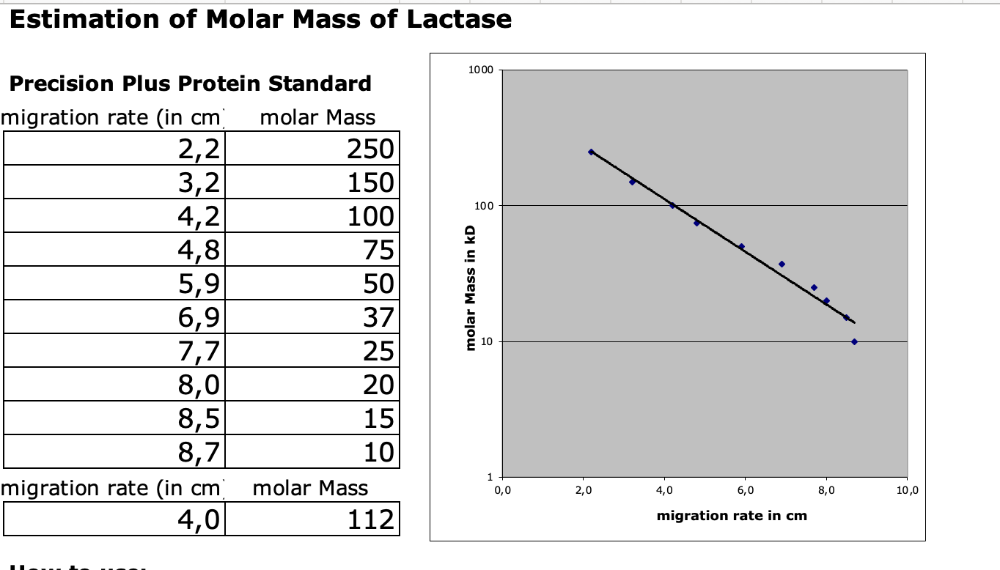 Estimation of Molar Mass of Lactase
Precision Plus Protein Standard
migration rate (in cm) molar Mass
2,2 250
3,2 150
4,2 100
4,8 75
5,9 50
6,9 37
7,7 25
8,0 20
8,5 15
8,7 10
migration rate (in cm) molar Mass
4,0 112
How to use:
1000
100
10
1
molar Mass in kD
0,0 2,0 4,0 6,0 8,0 10,0
migration rate in cm